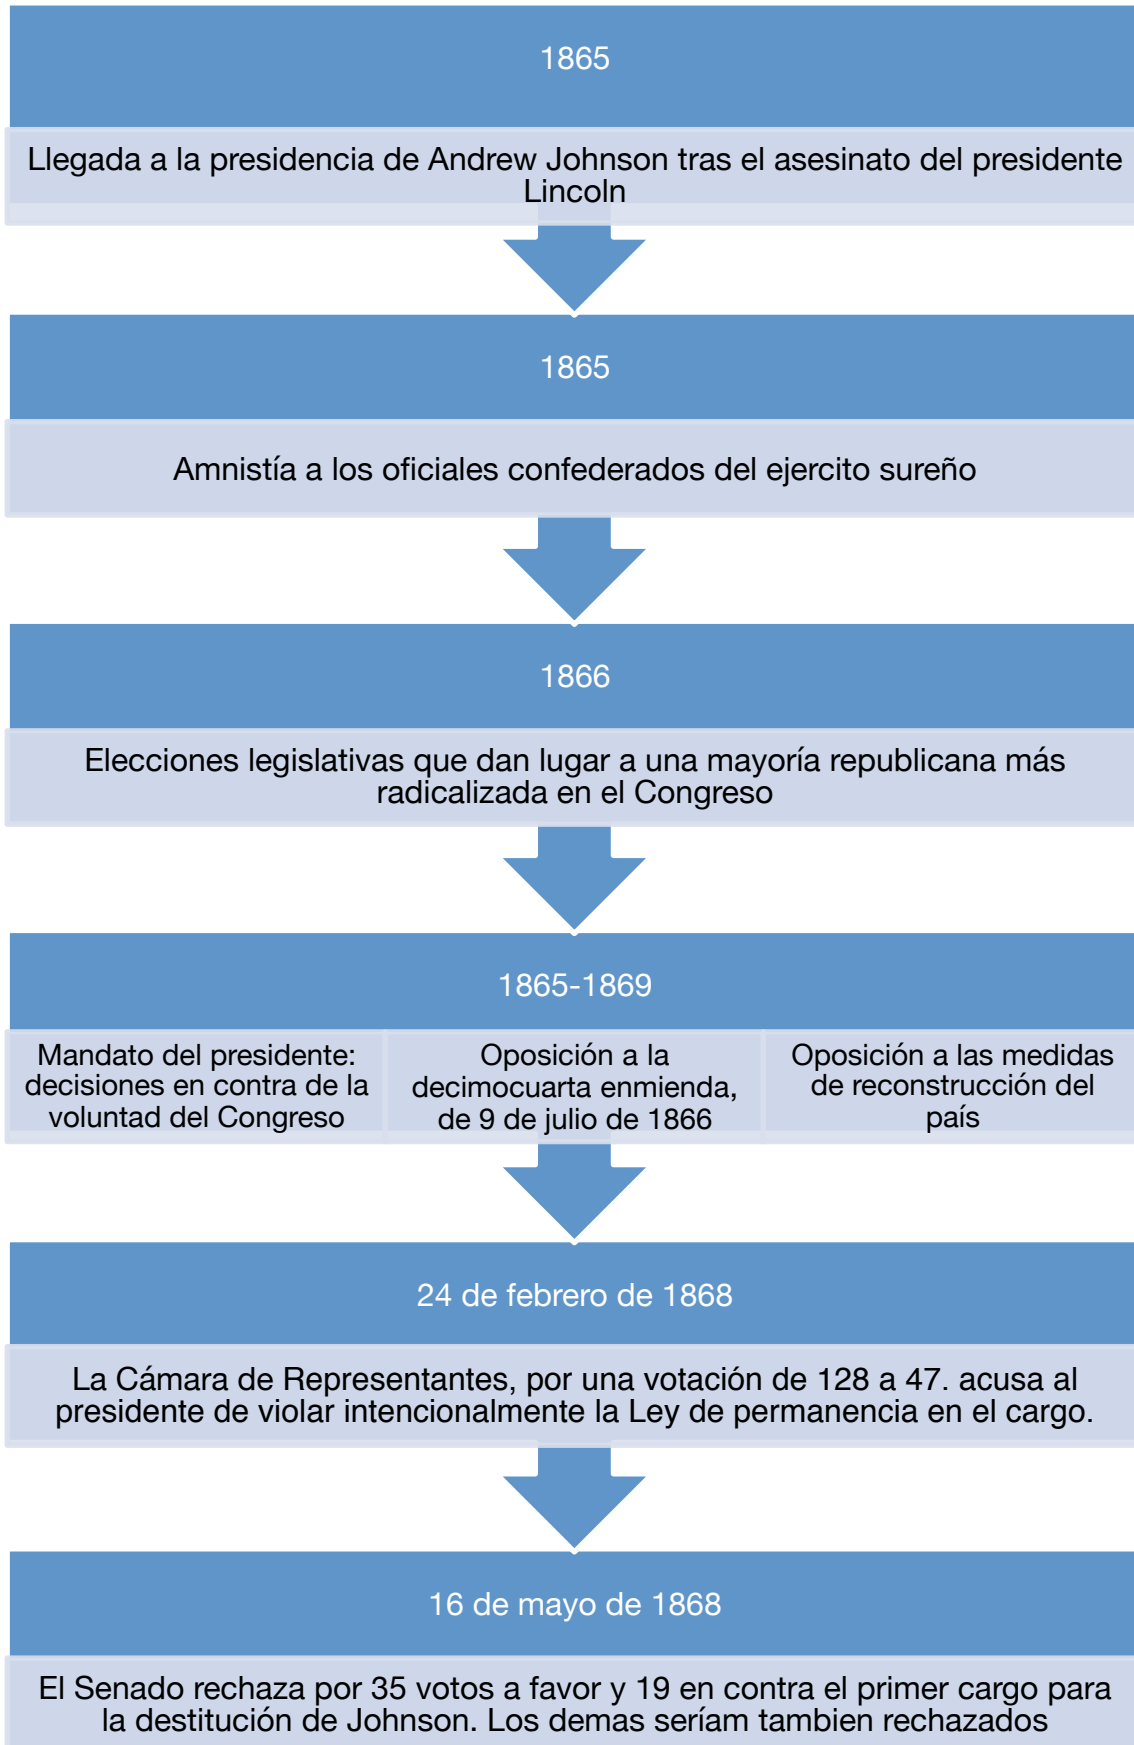 1865
Llegada a la presidencia de Andrew Johnson tras el asesinato del presidente
Lincoln
1865
Amnistía a los oficiales confederados del ejercito sureño
1866
Elecciones legislativas que dan lugar a una mayoría republicana más
radicalizada en el Congreso
1865-1869
Mandato del presidente:
decisiones en contra de la
voluntad del Congreso
Oposición a la
decimocuarta enmienda,
de 9 de julio de 1866
Oposición a las medidas
de reconstrucción del
país
24 de febrero de 1868
La Cámara de Representantes, por una votación de 128 a 47. acusa al
presidente de violar intencionalmente la Ley de permanencia en el cargo.
16 de mayo de 1868
El Senado rechaza por 35 votos a favor y 19 en contra el primer cargo para
la destitución de Johnson. Los demas seríam tambien rechazados